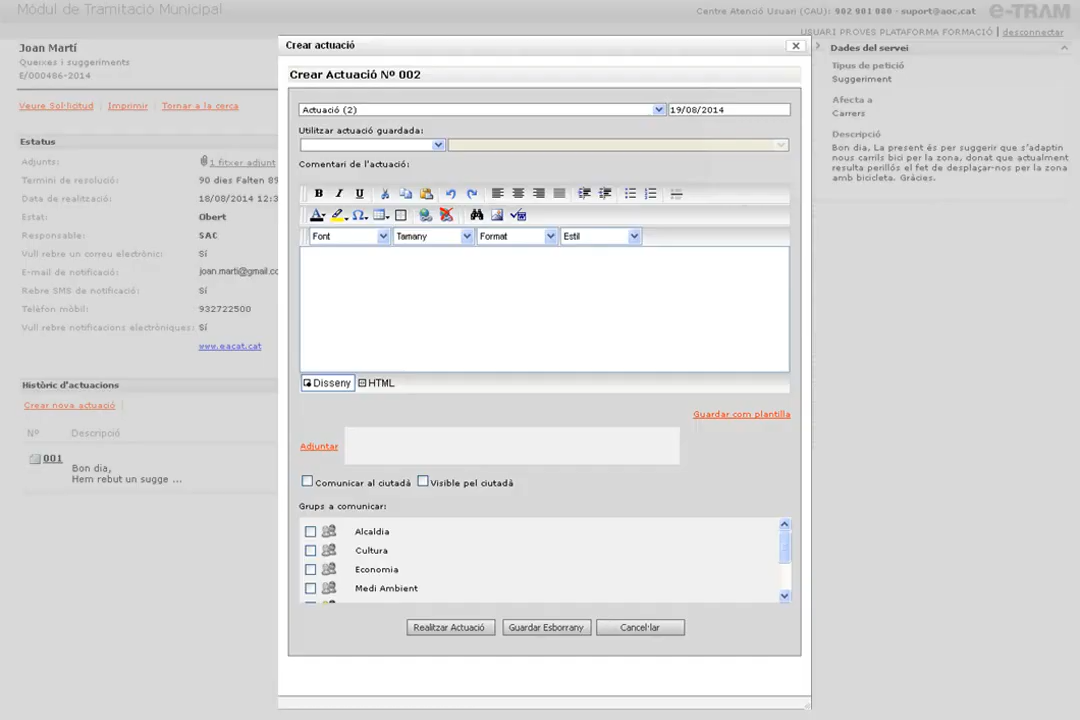 Mòdul de Tramitació Municipal
Centre Atenció Usuari (CAU): 902 901 080 - suport@aoc.cat
e-TRAM
USUARI PROVES PLATAFORMA FORMACIÓ | desconnectar
Joan Martí
Queixes i suggeriments
E/000486-2014
Veure Sol·licitud | Imprimir | Tornar a la cerca
Estatus
Adjunts: 1 fitxer adjunt
Termini de resolució: 90 dies Falten 89
Data de realització: 18/08/2014 12:3
Estat: Obert
Responsable: SAC
Vull rebre un correu electrònic: Sí
E-mail de notificació: joan.marti@gmail.co
Rebre SMS de notificació: Sí
Telèfon mòbil: 932722500
Vull rebre notificacions electròniques: Sí
www.eacat.cat
Històric d'actuacions
Crear nova actuació |
Nº Descripció
001
Bon dia,
Hem rebut un sugge ...
Crear actuació
Crear Actuació Nº 002
Actuació (2) 19/08/2014
Utilitzar actuació guardada:
Comentari de l'actuació:
B I U
Font Tamany Format Estil
Disseny HTML
Guardar com plantilla
Adjuntar
Comunicar al ciutadà Visible pel ciutadà
Grups a comunicar:
Alcaldia
Cultura
Economia
Medi Ambient
Realitzar Actuació Guardar Esborrany Cancel·lar
Dades del servei
Tipus de petició
Suggeriment
Afecta a
Carrers
Descripció
Bon dia, La present és per suggerir que s'adaptin
nous carrils bici per la zona, donat que actualment
resulta perillós el fet de desplaçar-nos per la zona
amb bicicleta. Gràcies.